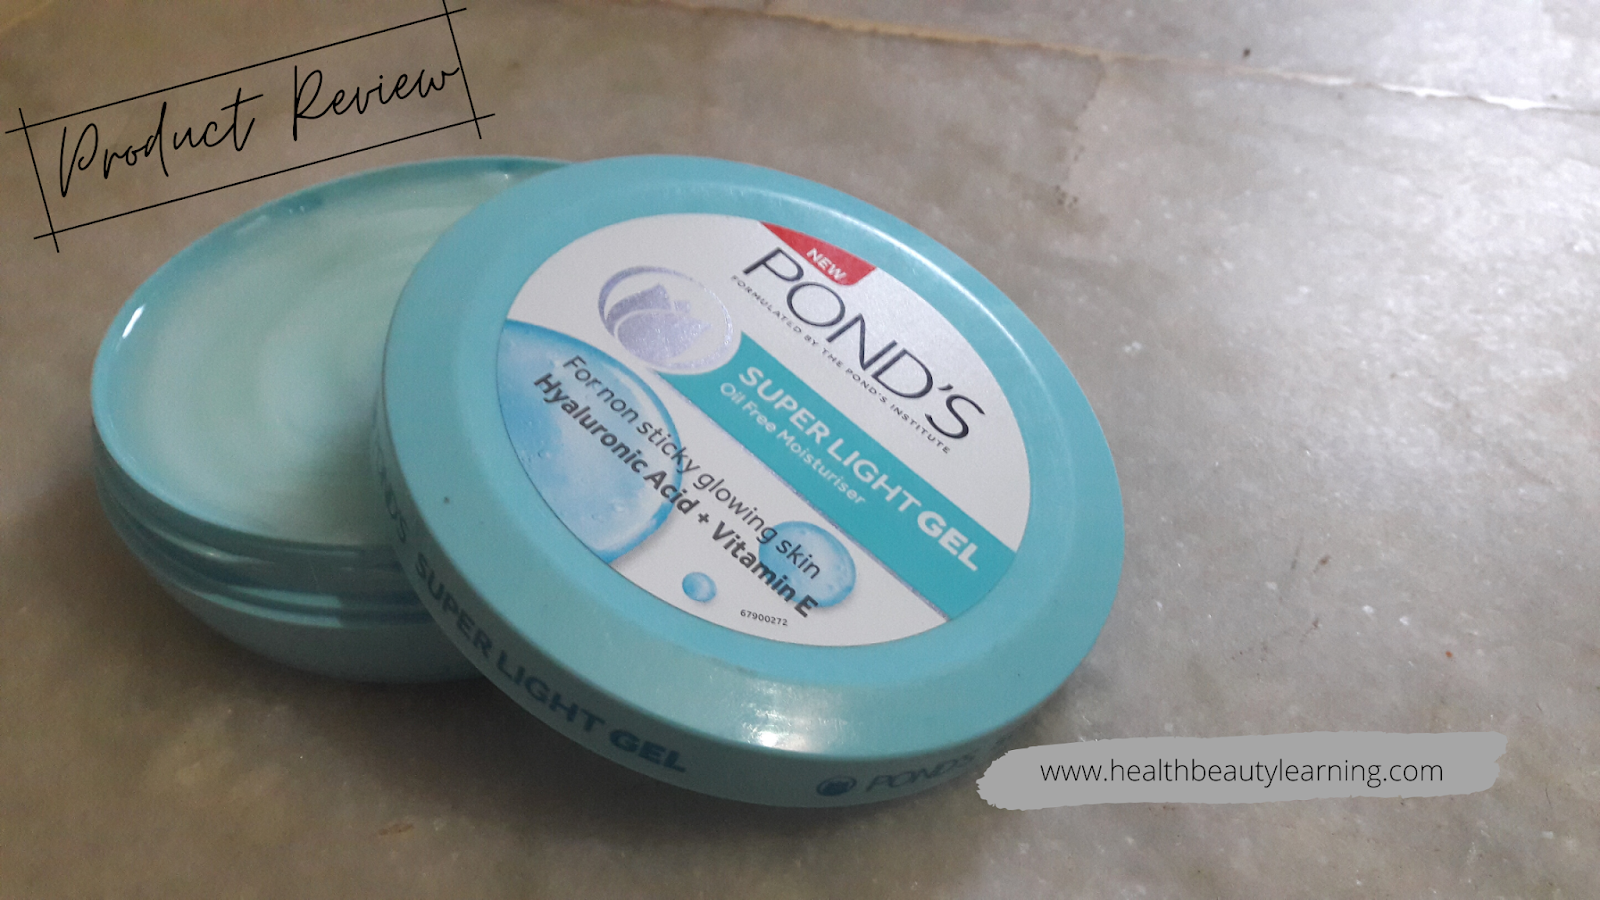 Product Review
NEW
POND'S
FORMULATED BY THE POND'S INSTITUTE
SUPER LIGHT GEL
Oil Free Moisturiser
For non sticky glowing skin
Hyaluronic Acid + Vitamin E
67900272
POND'S SUPER LIGHT GEL
POND'S
www.healthbeautylearning.com